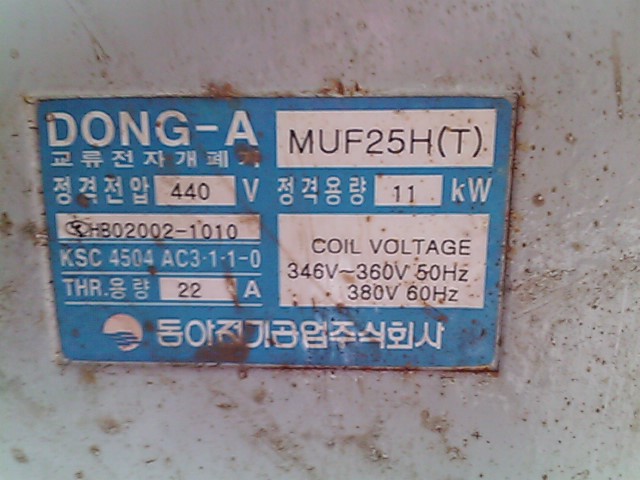 DONG-A
교류전자개폐기
MUF25H(T)
정격전압 440 V
정격용량 11 kW
HB02002-1010
KSC 4504 AC3·1-1-0
THR.용량 22 A
COIL VOLTAGE
346V~360V 50Hz
380V 60Hz
동아전기공업주식회사